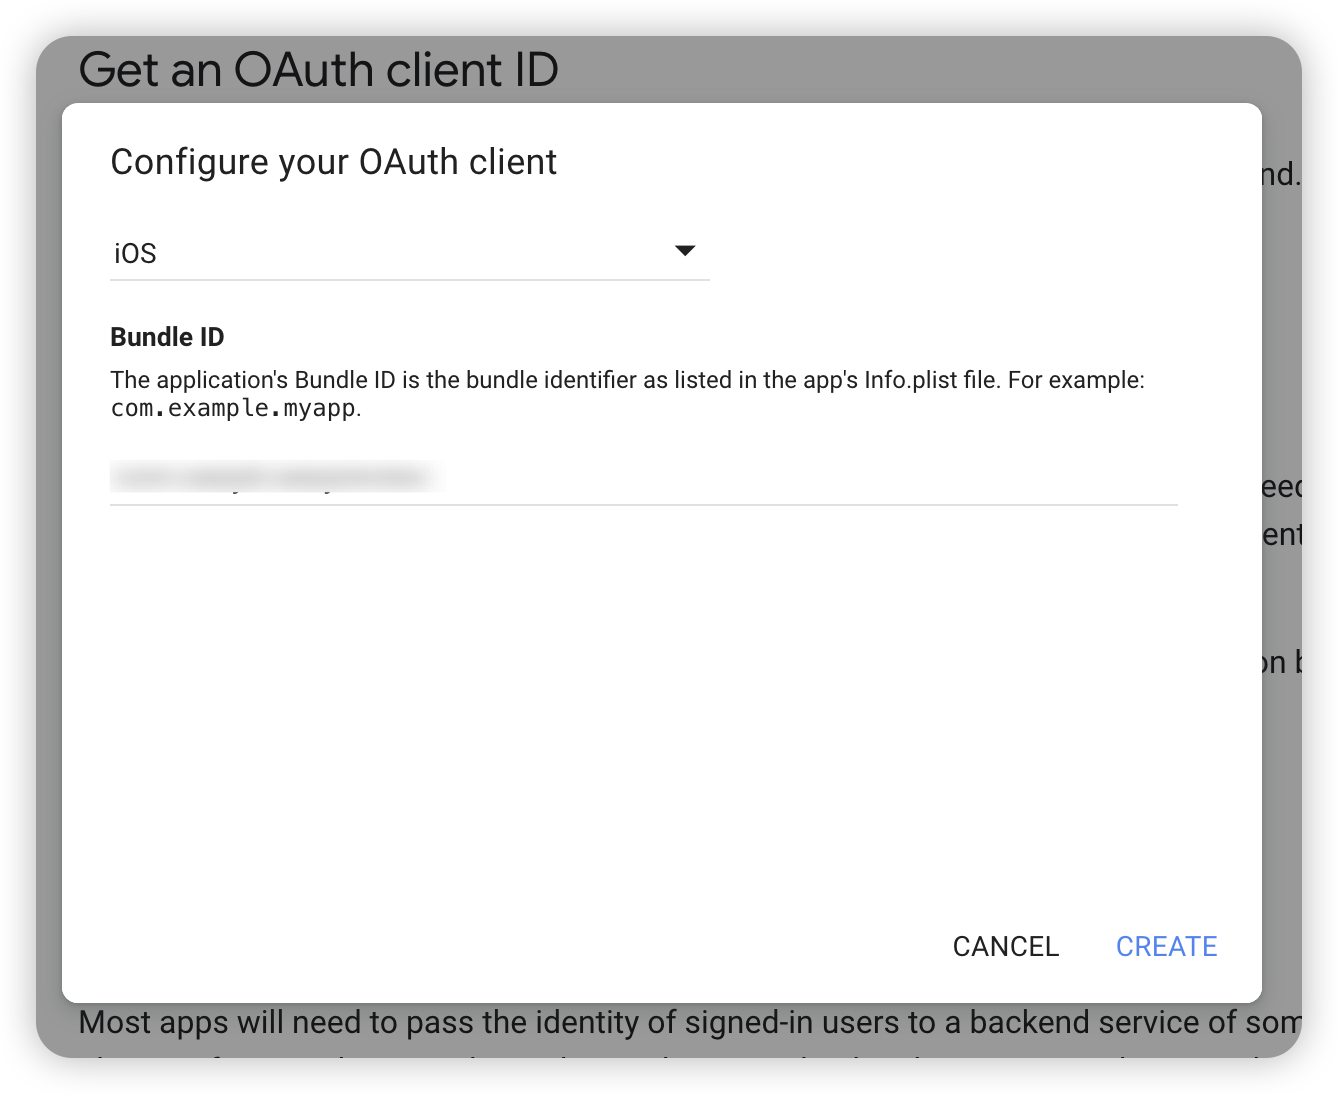 Get an OAuth client ID
Configure your OAuth client
nd.
iOS
Bundle ID
The application's Bundle ID is the bundle identifier as listed in the app's Info.plist file. For example:
com.example.myapp.
eed
ent
on b
CANCEL CREATE
Most apps will need to pass the identity of signed-in users to a backend service of som